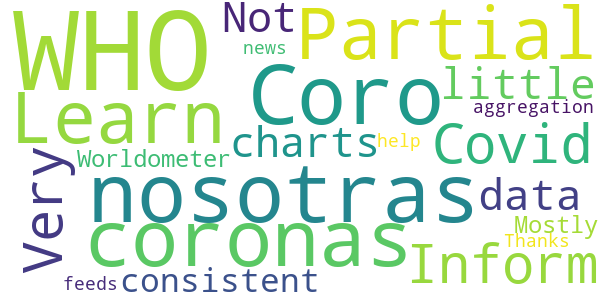 WHO
Not
Partial
news
Learn
Coro
little
aggregation
charts
help
Covid
Worldometer
Very
nosotras
data
coronas
Mostly
Thanks
Inform
feeds
consistent